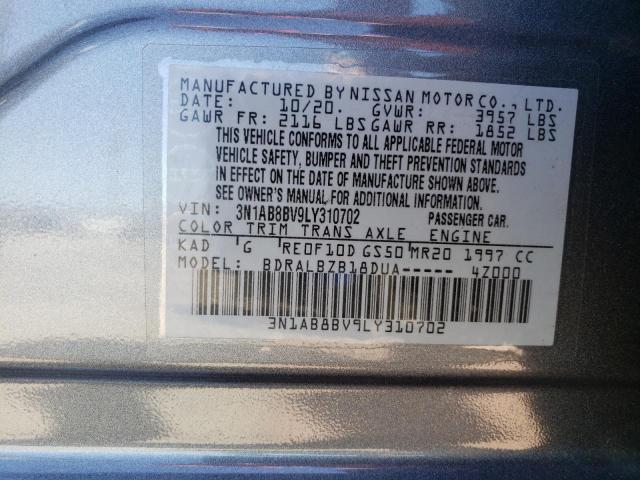 MANUFACTURED BY NISSAN MOTOR CO., LTD.
DATE: 10/20. GVWR: 3957 LBS
GAWR FR: 2116 LBS GAWR RR: 1852 LBS
THIS VEHICLE CONFORMS TO ALL APPLICABLE FEDERAL MOTOR
VEHICLE SAFETY, BUMPER AND THEFT PREVENTION STANDARDS
IN EFFECT ON THE DATE OF MANUFACTURE SHOWN ABOVE.
SEE OWNER'S MANUAL FOR ADDITIONAL INFORMATION.
VIN: 3N1AB8BV9LY310702 PASSENGER CAR.
COLOR TRIM TRANS AXLE ENGINE
KAD G RE0F10D GS50 MR20 1997 CC
MODEL: BDRALBZB18DUA----- 4Z000
3N1AB8BV9LY310702